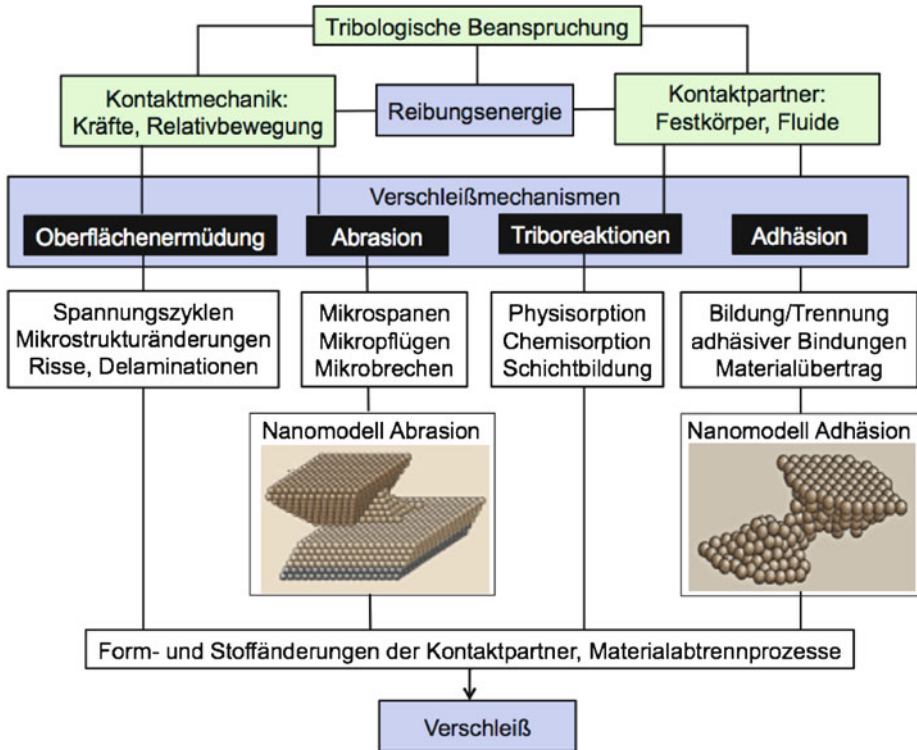 Tribologische Beanspruchung
Kontaktmechanik:
Kräfte, Relativbewegung
Reibungsenergie
Kontaktpartner:
Festkörper, Fluide
Verschleißmechanismen
Oberflächenermüdung
Abrasion
Triboreaktionen
Adhäsion
Spannungszyklen
Mikrostrukturänderungen
Risse, Delaminationen
Mikrospanen
Mikropflügen
Mikrobrechen
Physisorption
Chemisorption
Schichtbildung
Bildung/Trennung
adhäsiver Bindungen
Materialübertrag
Nanomodell Abrasion
Nanomodell Adhäsion
Form- und Stoffänderungen der Kontaktpartner, Materialabtrennprozesse
Verschleiß